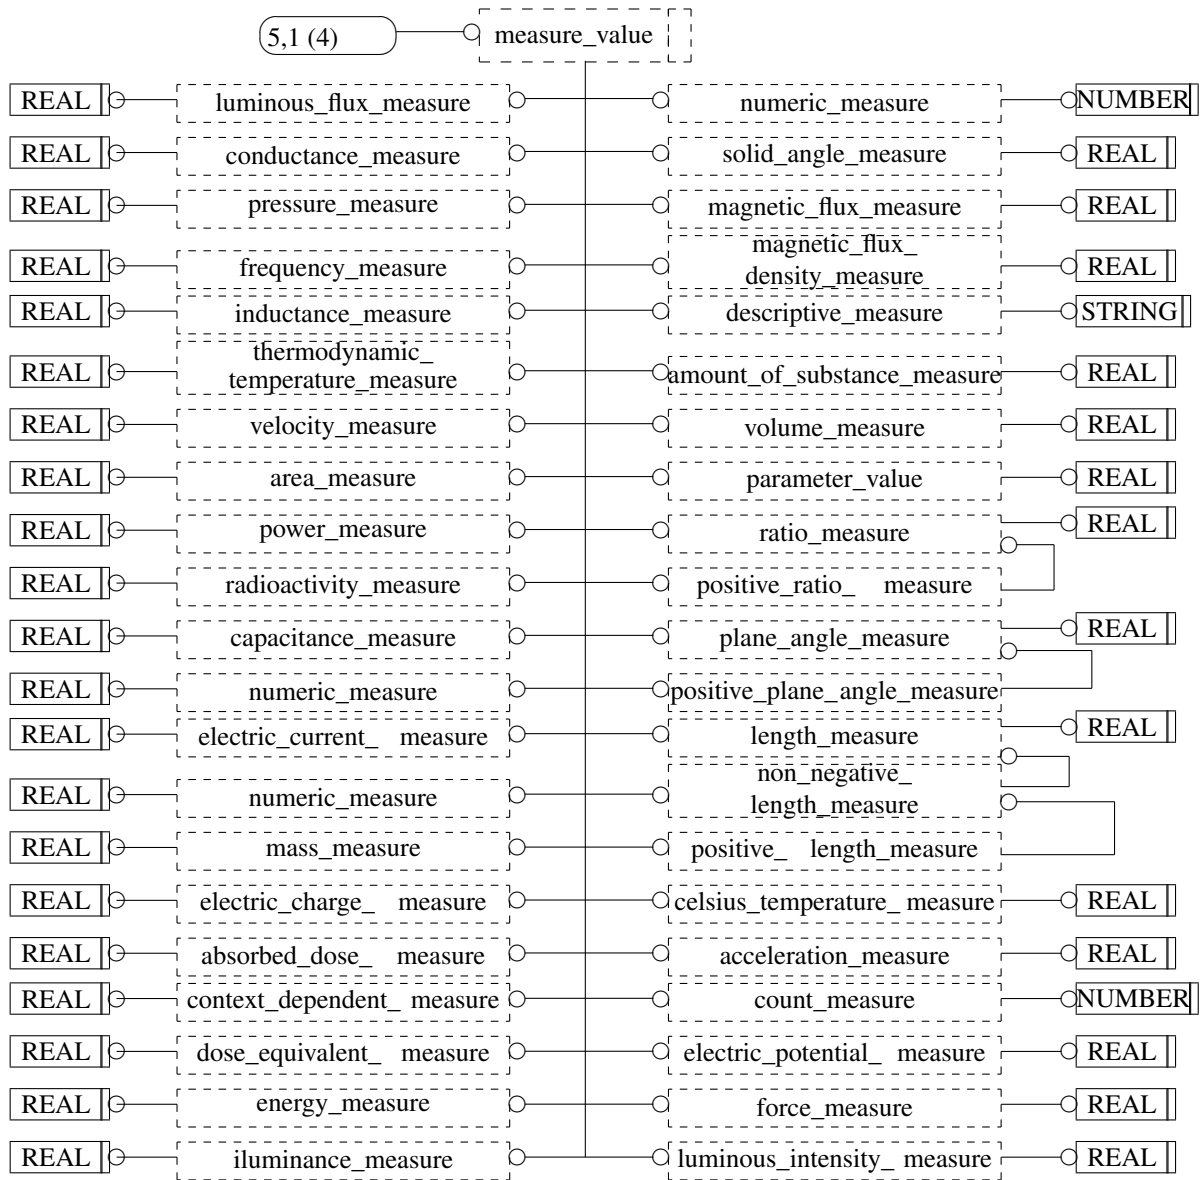 5,1 (4) measure_value
REAL luminous_flux_measure numeric_measure NUMBER
REAL conductance_measure solid_angle_measure REAL
REAL pressure_measure magnetic_flux_measure REAL
REAL frequency_measure magnetic_flux_
density_measure REAL
REAL inductance_measure descriptive_measure STRING
REAL thermodynamic_
temperature_measure amount_of_substance_measure REAL
REAL velocity_measure volume_measure REAL
REAL area_measure parameter_value REAL
REAL power_measure ratio_measure REAL
REAL radioactivity_measure positive_ratio_ measure
REAL capacitance_measure plane_angle_measure REAL
REAL numeric_measure positive_plane_angle_measure
REAL electric_current_ measure length_measure REAL
REAL numeric_measure non_negative_
length_measure
REAL mass_measure positive_ length_measure
REAL electric_charge_ measure celsius_temperature_ measure REAL
REAL absorbed_dose_ measure acceleration_measure REAL
REAL context_dependent_ measure count_measure NUMBER
REAL dose_equivalent_ measure electric_potential_ measure REAL
REAL energy_measure force_measure REAL
REAL iluminance_measure luminous_intensity_ measure REAL